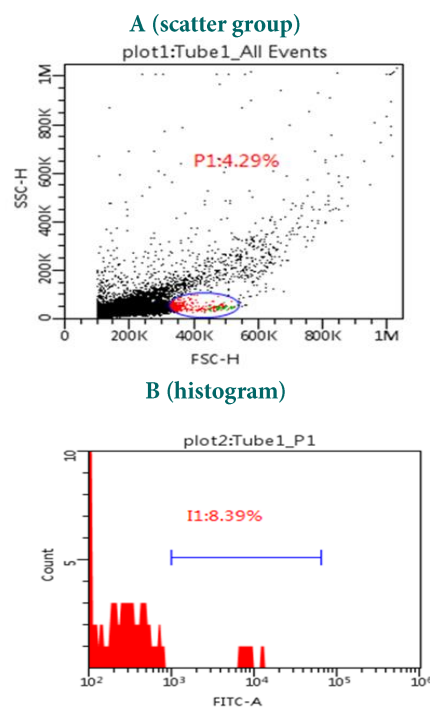 A (scatter group)
plot1:Tube1_All Events
1M
800K
600K
400K
200K
0
SSC-H
P1:4.29%
0 200K 400K 600K 800K 1M
FSC-H
B (histogram)
plot2:Tube1_P1
10
5
Count
I1:8.39%
10² 10³ 10⁴ 10⁵ 10⁶
FITC-A